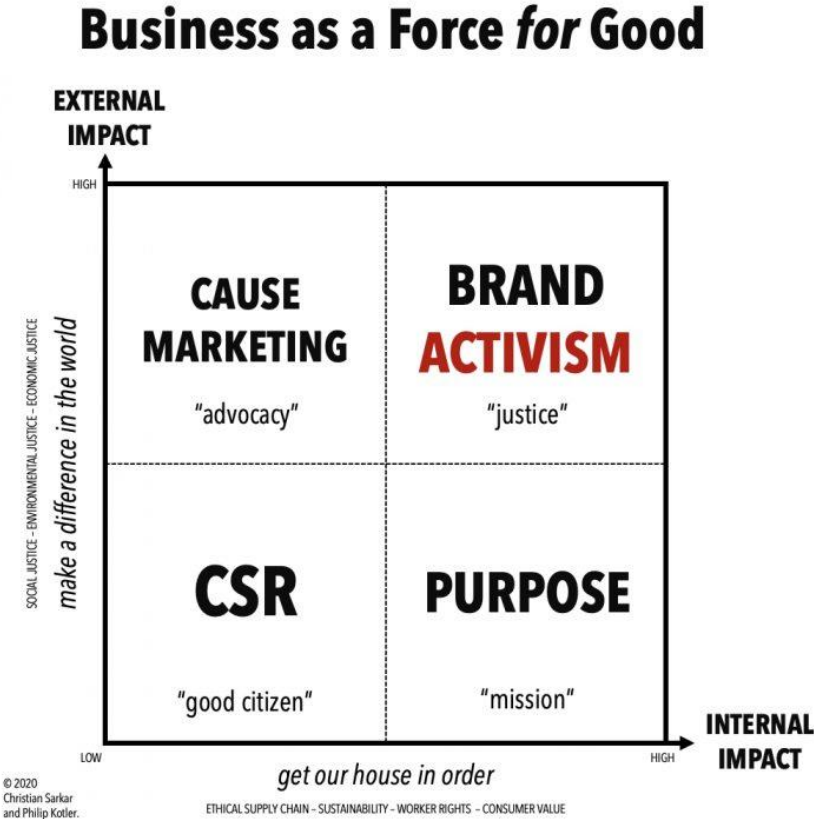 Business as a Force for Good
EXTERNAL
IMPACT
HIGH
SOCIAL JUSTICE – ENVIRONMENTAL JUSTICE – ECONOMIC JUSTICE
make a difference in the world
CAUSE
MARKETING
"advocacy"
BRAND
ACTIVISM
"justice"
CSR
"good citizen"
PURPOSE
"mission"
LOW
HIGH
INTERNAL
IMPACT
get our house in order
ETHICAL SUPPLY CHAIN – SUSTAINABILITY – WORKER RIGHTS – CONSUMER VALUE
© 2020
Christian Sarkar
and Philip Kotler.